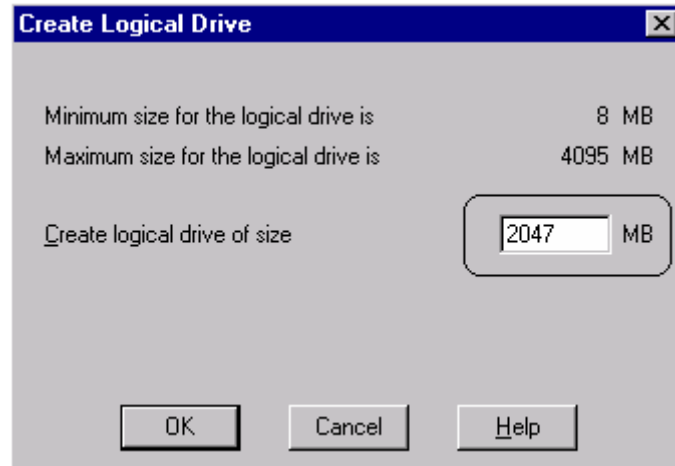 Create Logical Drive
Minimum size for the logical drive is 8 MB
Maximum size for the logical drive is 4095 MB
Create logical drive of size 2047 MB
OK Cancel Help